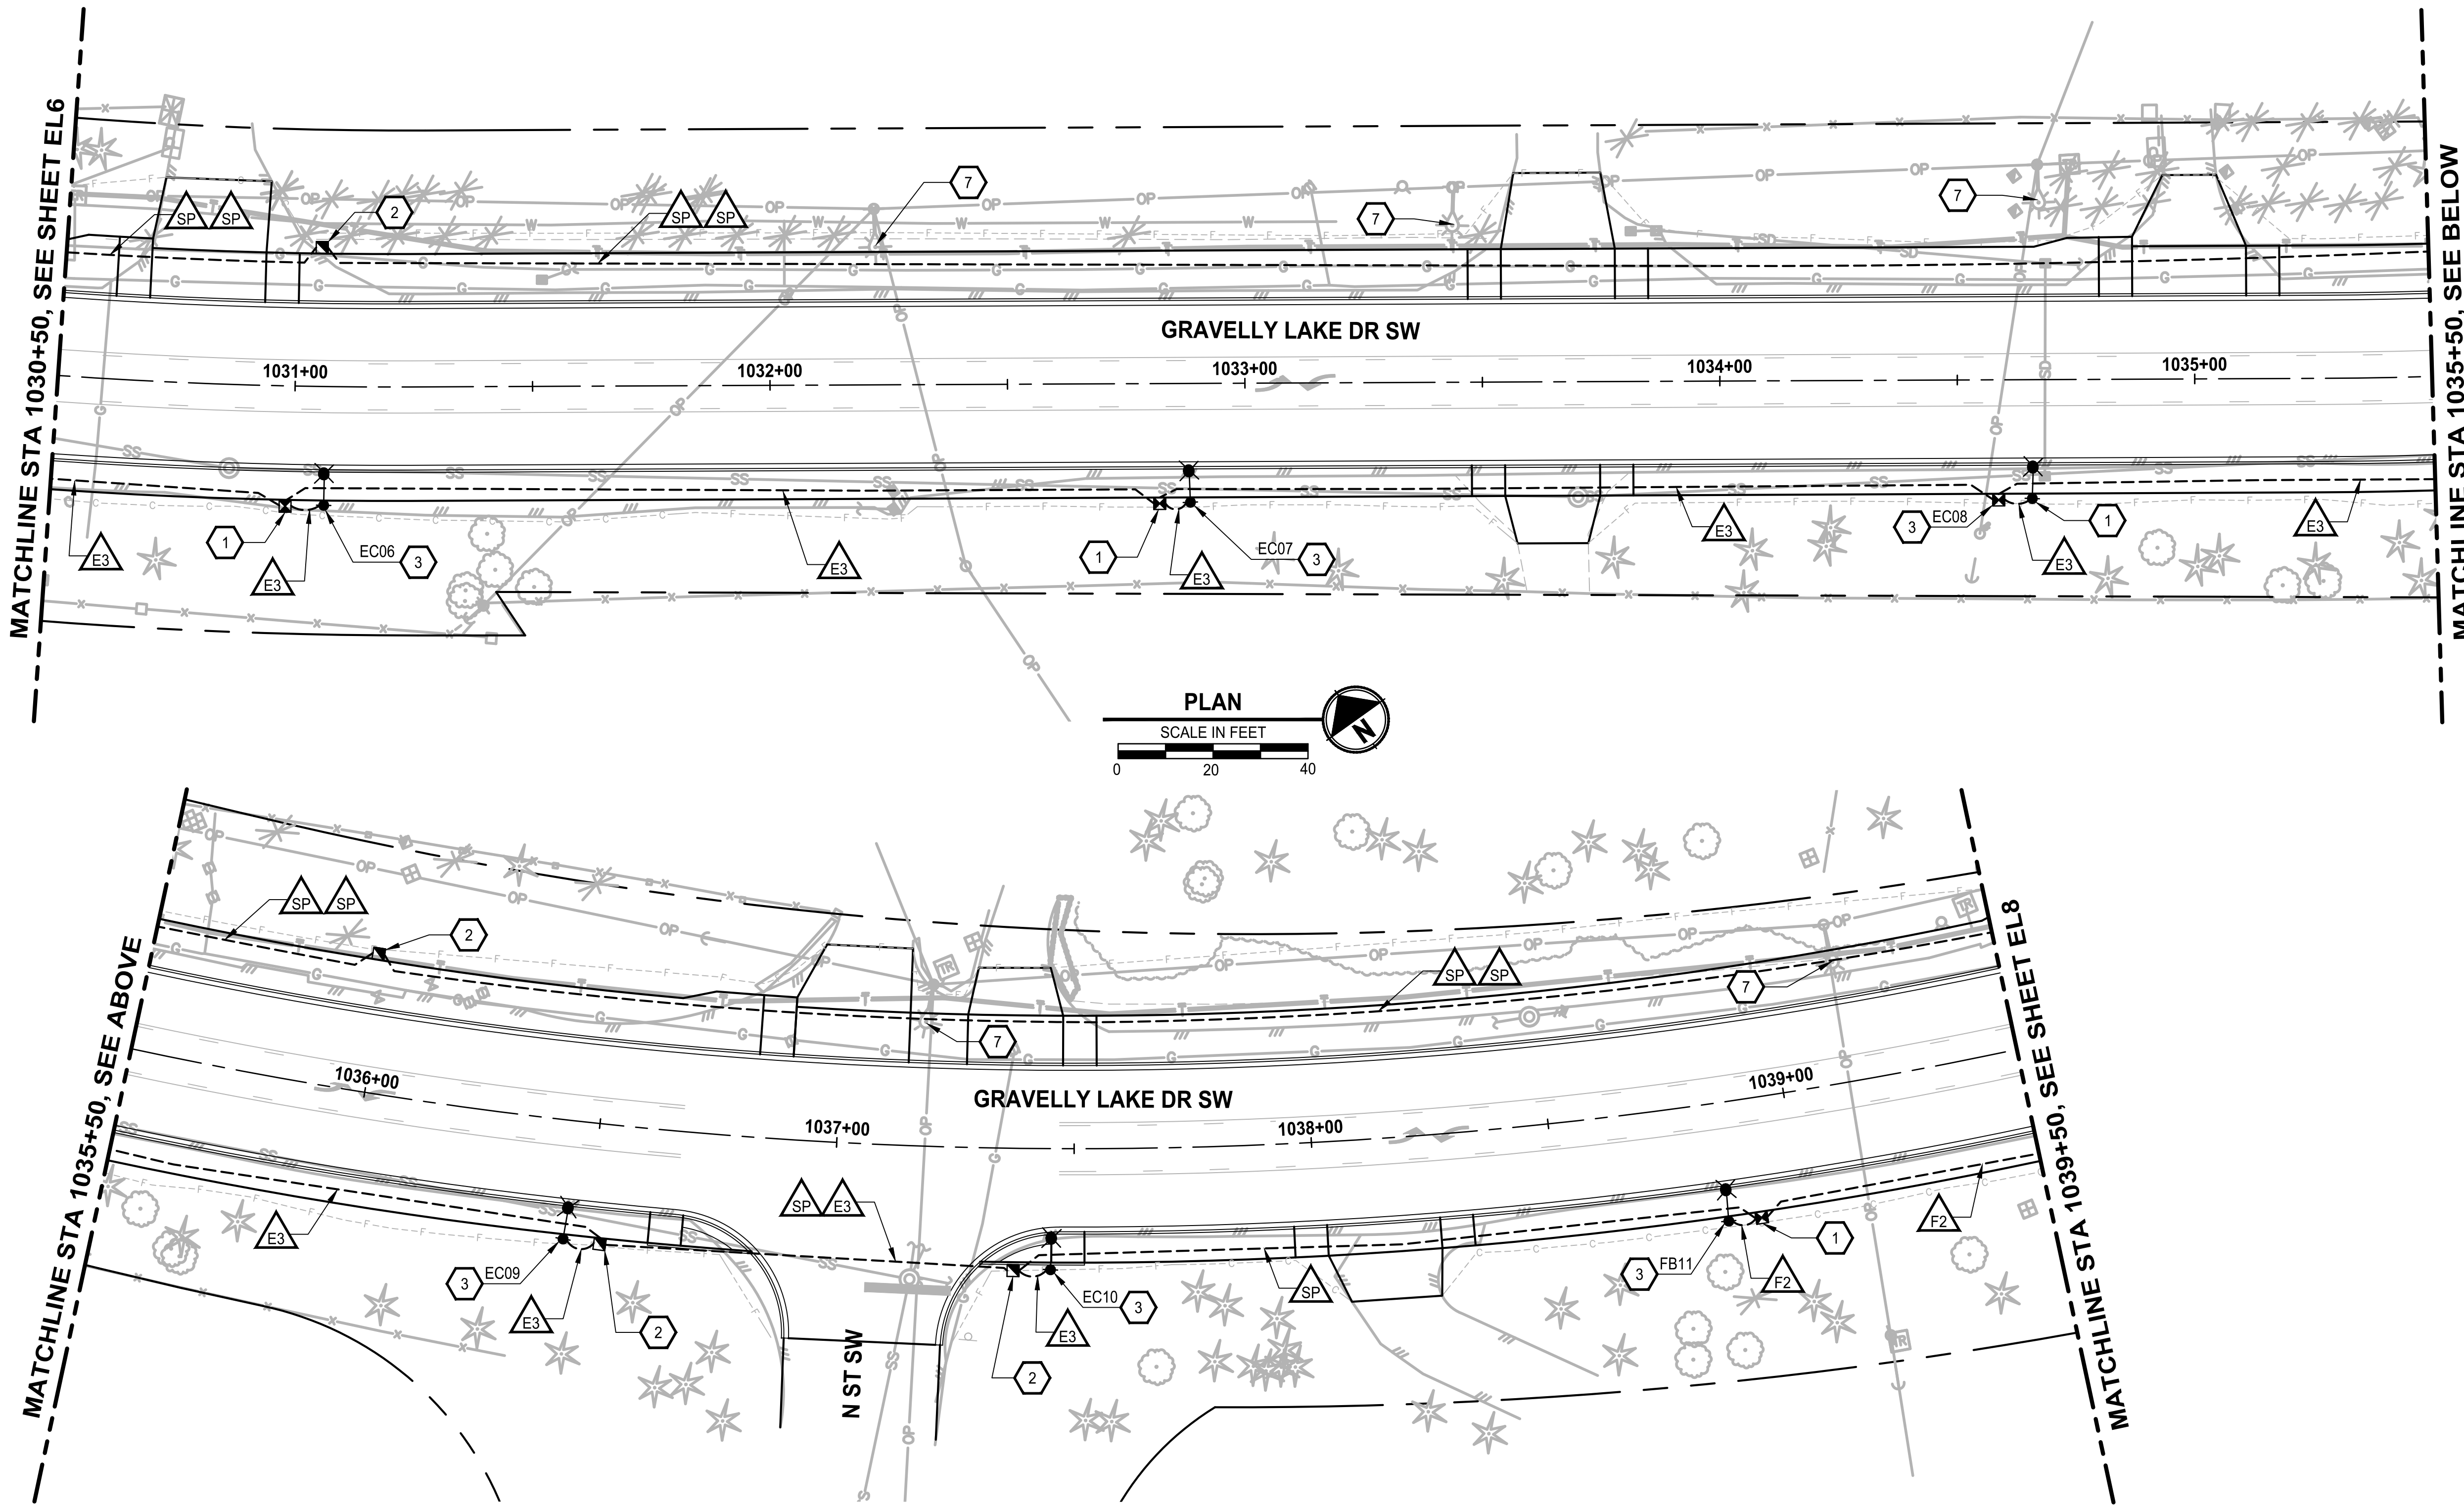 MATCHLINE STA 1030+50, SEE SHEET EL6
SP SP
2
SP SP
7
7
7
GRAVELLY LAKE DR SW
1031+00
1032+00
1033+00
1034+00
1035+00
E3
1
E3
EC06
3
E3
1
EC07
3
E3
E3
3
EC08
1
E3
E3
MATCHLINE STA 1035+50, SEE BELOW
PLAN
SCALE IN FEET
0 20 40
N
MATCHLINE STA 1035+50, SEE ABOVE
SP SP
2
7
SP SP
7
GRAVELLY LAKE DR SW
1036+00
1037+00
1038+00
1039+00
E3
3
EC09
E3
2
SP E3
N ST SW
EC10
3
E3
2
SP
3
FB11
F2
1
F2
MATCHLINE STA 1039+50, SEE SHEET EL8